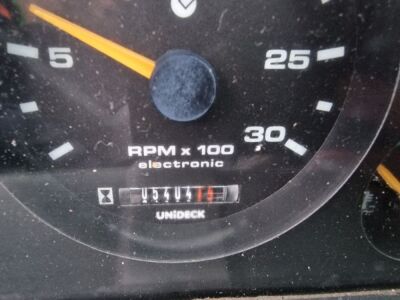 5
25
30
RPM x 100
electronic
UNIDECK